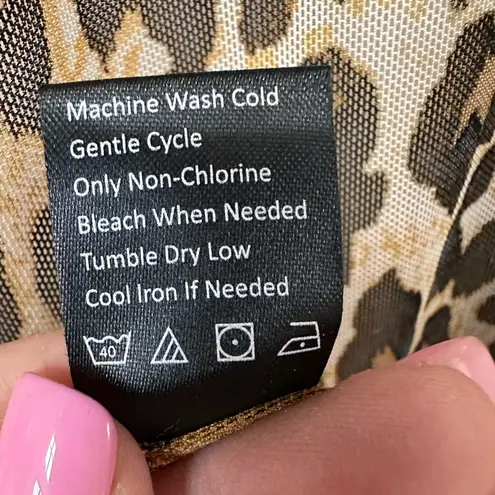 Machine Wash Cold
Gentle Cycle
Only Non-Chlorine
Bleach When Needed
Tumble Dry Low
Cool Iron If Needed
40